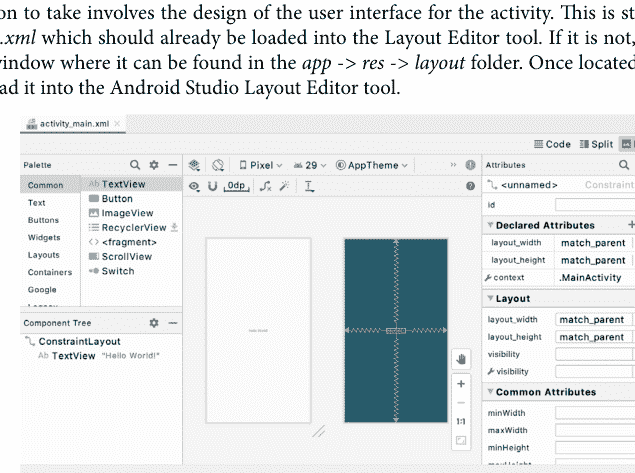 on to take involves the design of the user interface for the activity. This is st
.xml which should already be loaded into the Layout Editor tool. If it is not,
vindow where it can be found in the app -> res -> layout folder. Once located
ad it into the Android Studio Layout Editor tool.
activity_main.xml
Code Split
Palette Pixel 29 AppTheme Attributes
Common Ab TextView 0dp <unnamed> Constraint
Text Button id
Buttons ImageView Declared Attributes
Widgets RecyclerView layout_width match_parent
Layouts <fragment> layout_height match_parent
Containers ScrollView context .MainActivity
Google Switch Layout
Component Tree layout_width match_parent
ConstraintLayout layout_height match_parent
Ab TextView "Hello World!" visibility
visibility
Common Attributes
minWidth
1:1 maxWidth
minHeight